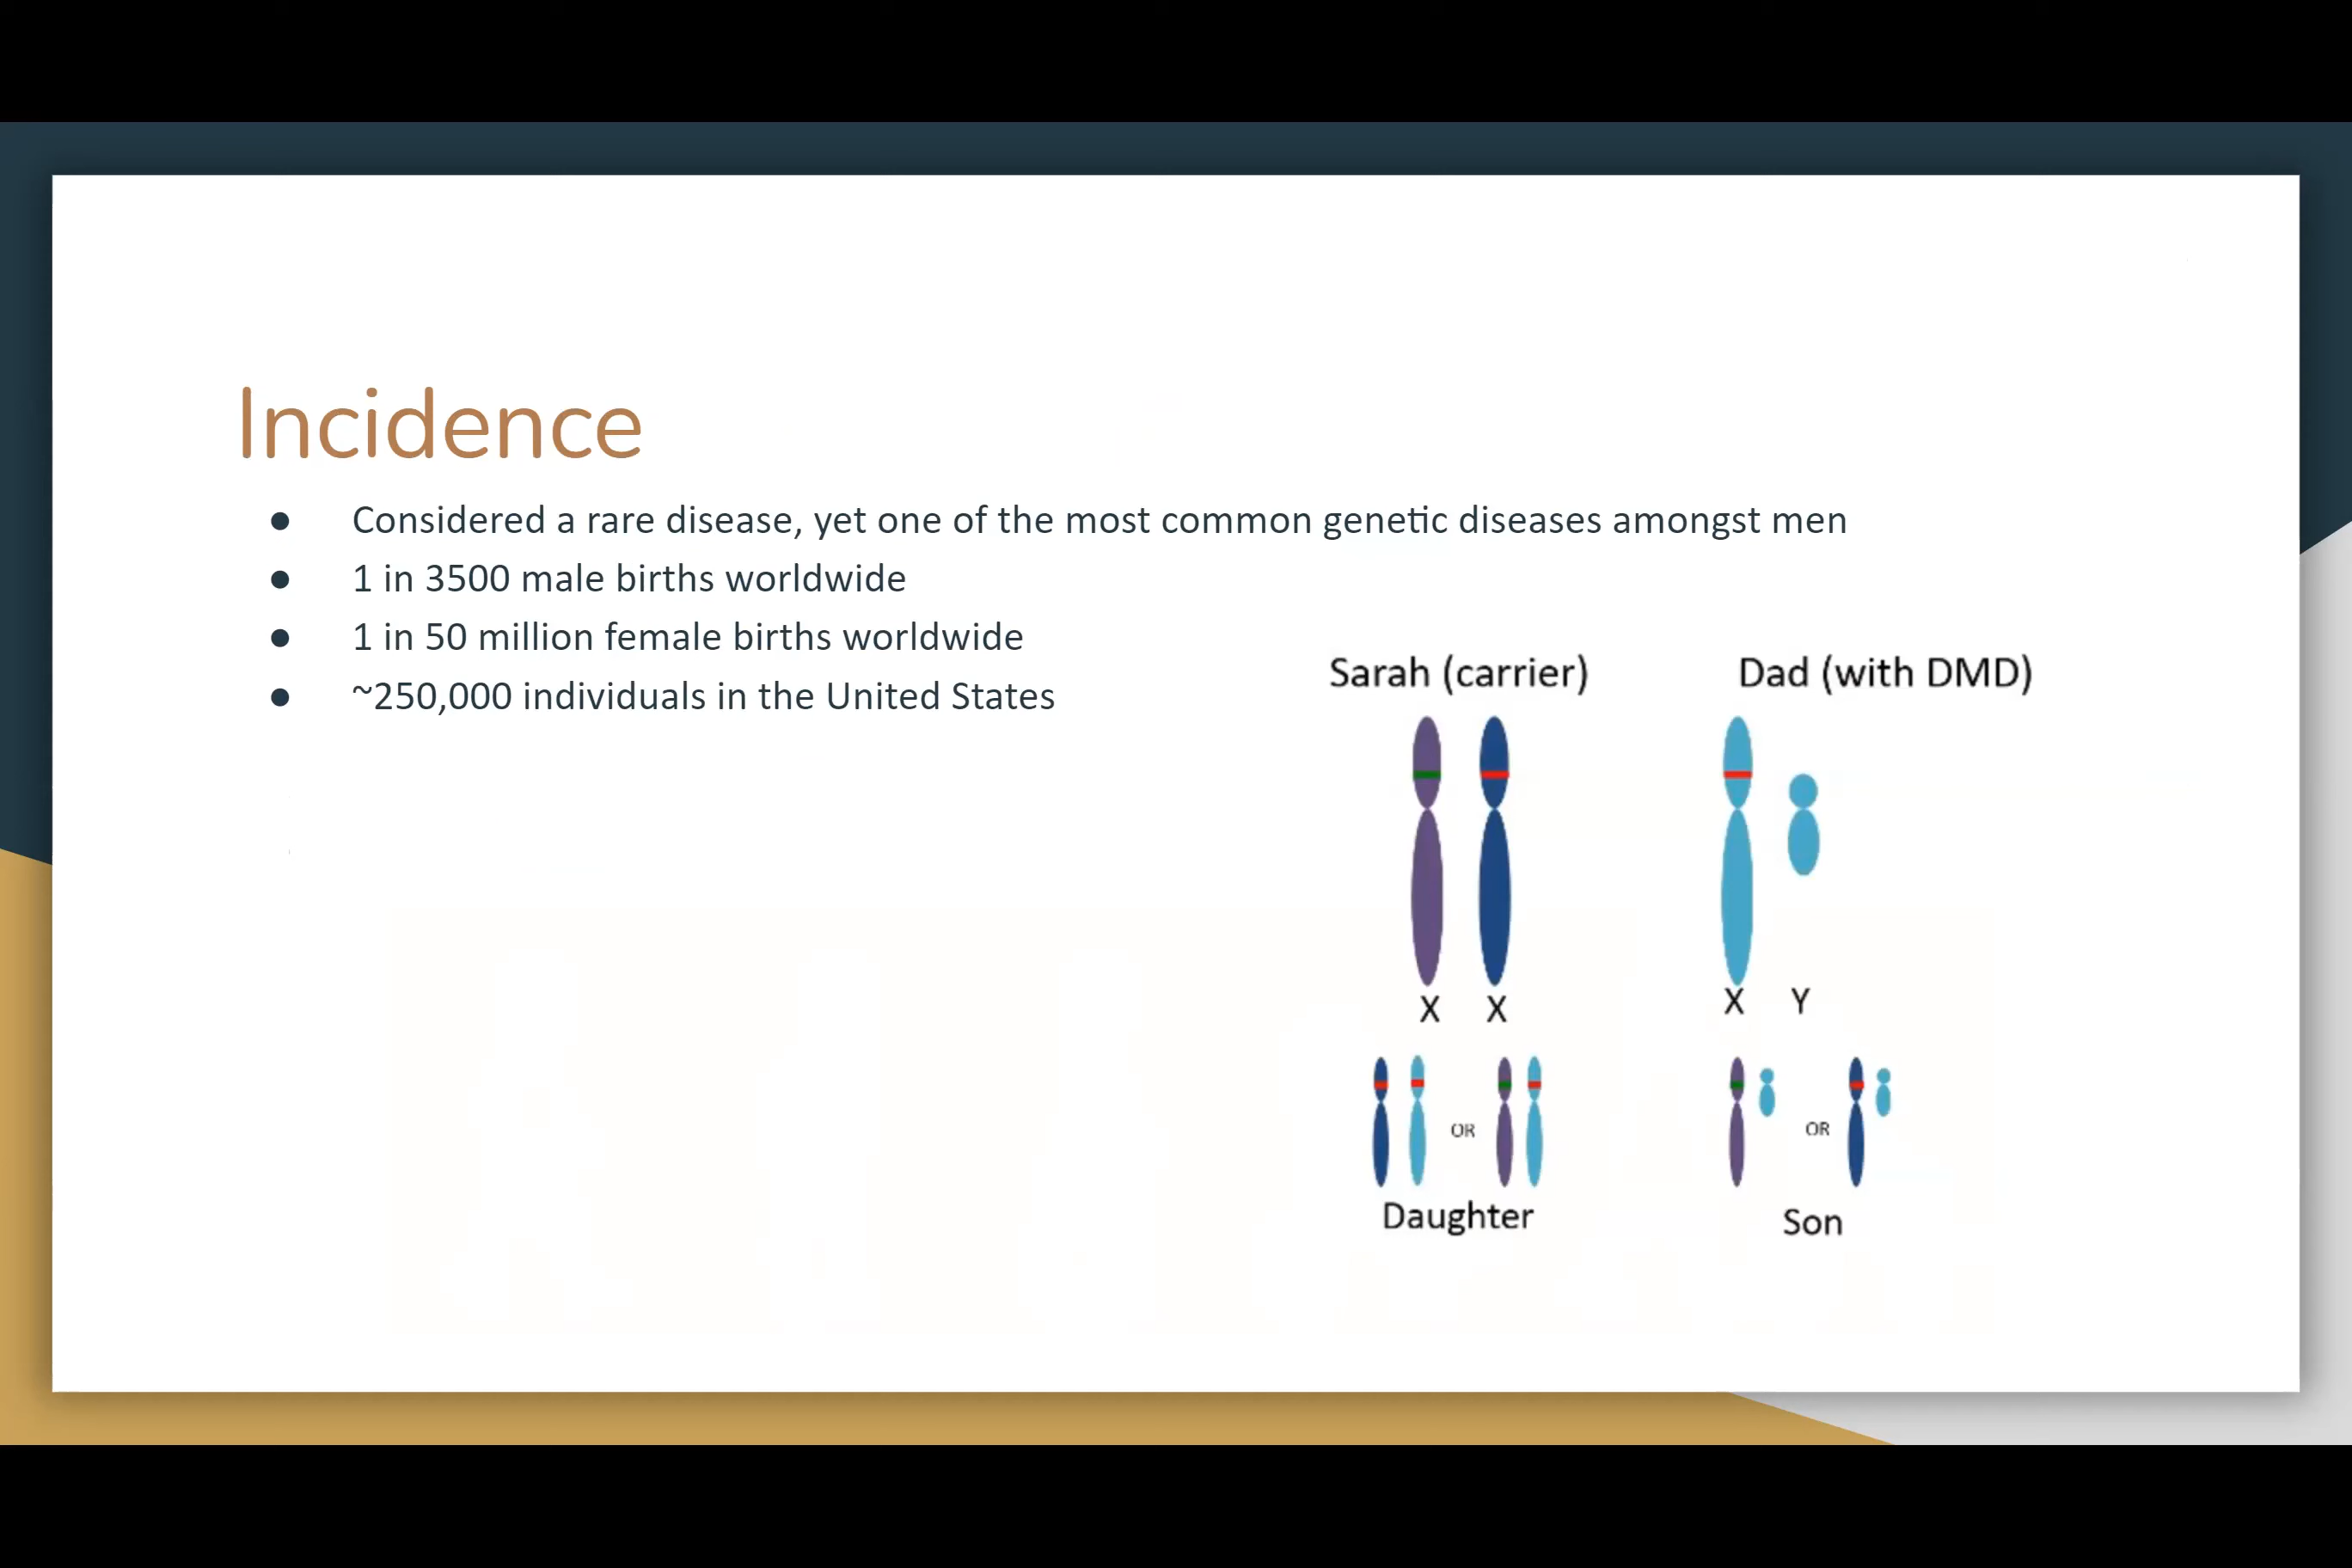 Incidence
● Considered a rare disease, yet one of the most common genetic diseases amongst men
● 1 in 3500 male births worldwide
● 1 in 50 million female births worldwide
● ~250,000 individuals in the United States
Sarah (carrier) Dad (with DMD)
X X X Y
OR OR
Daughter Son